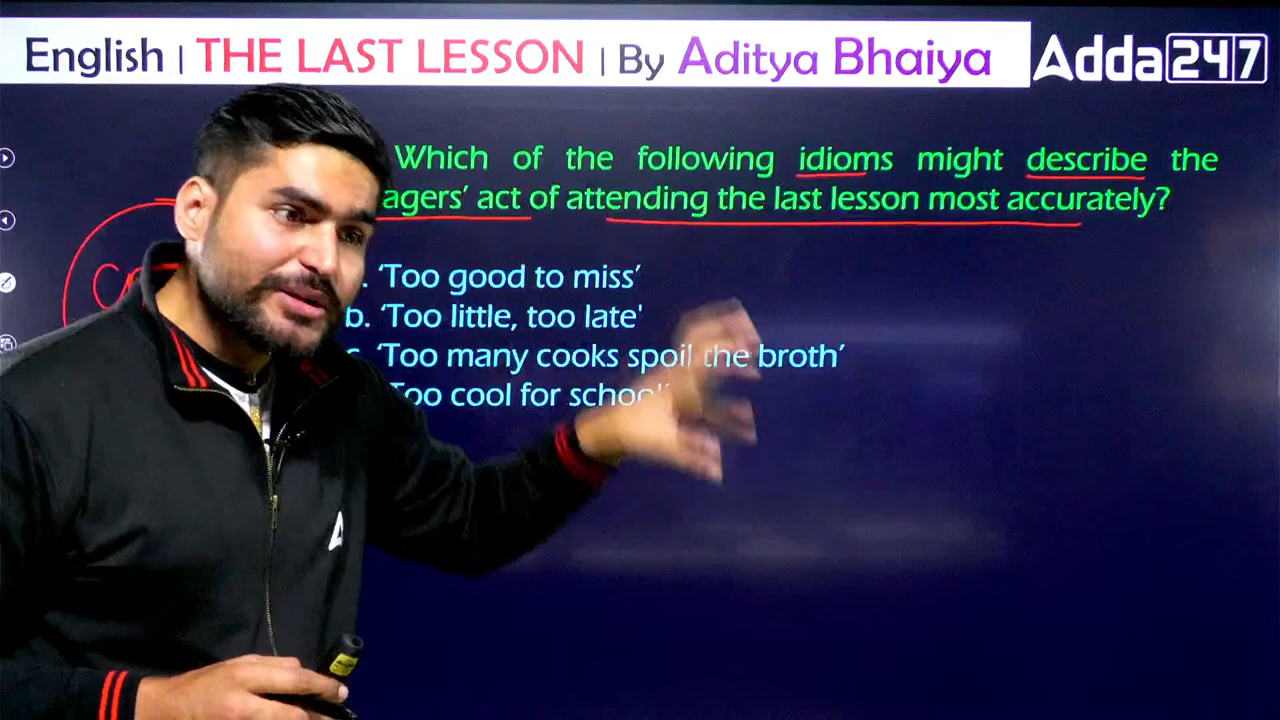 English | THE LAST LESSON | By Aditya Bhaiya
Adda247
Which of the following idioms might describe the
agers' act of attending the last lesson most accurately?
. 'Too good to miss'
b. 'Too little, too late'
c. 'Too many cooks spoil the broth'
Too cool for school'